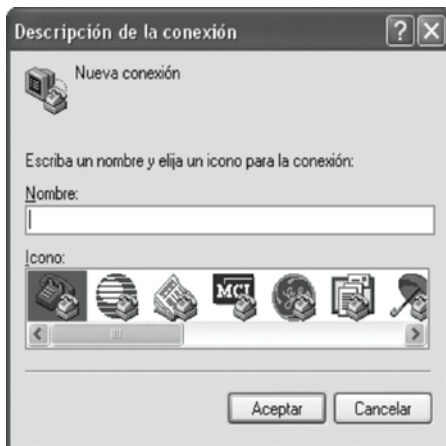 Descripción de la conexión
Nueva conexión
Escriba un nombre y elija un icono para la conexión:
Nombre:
Icono:
MCI
Aceptar
Cancelar